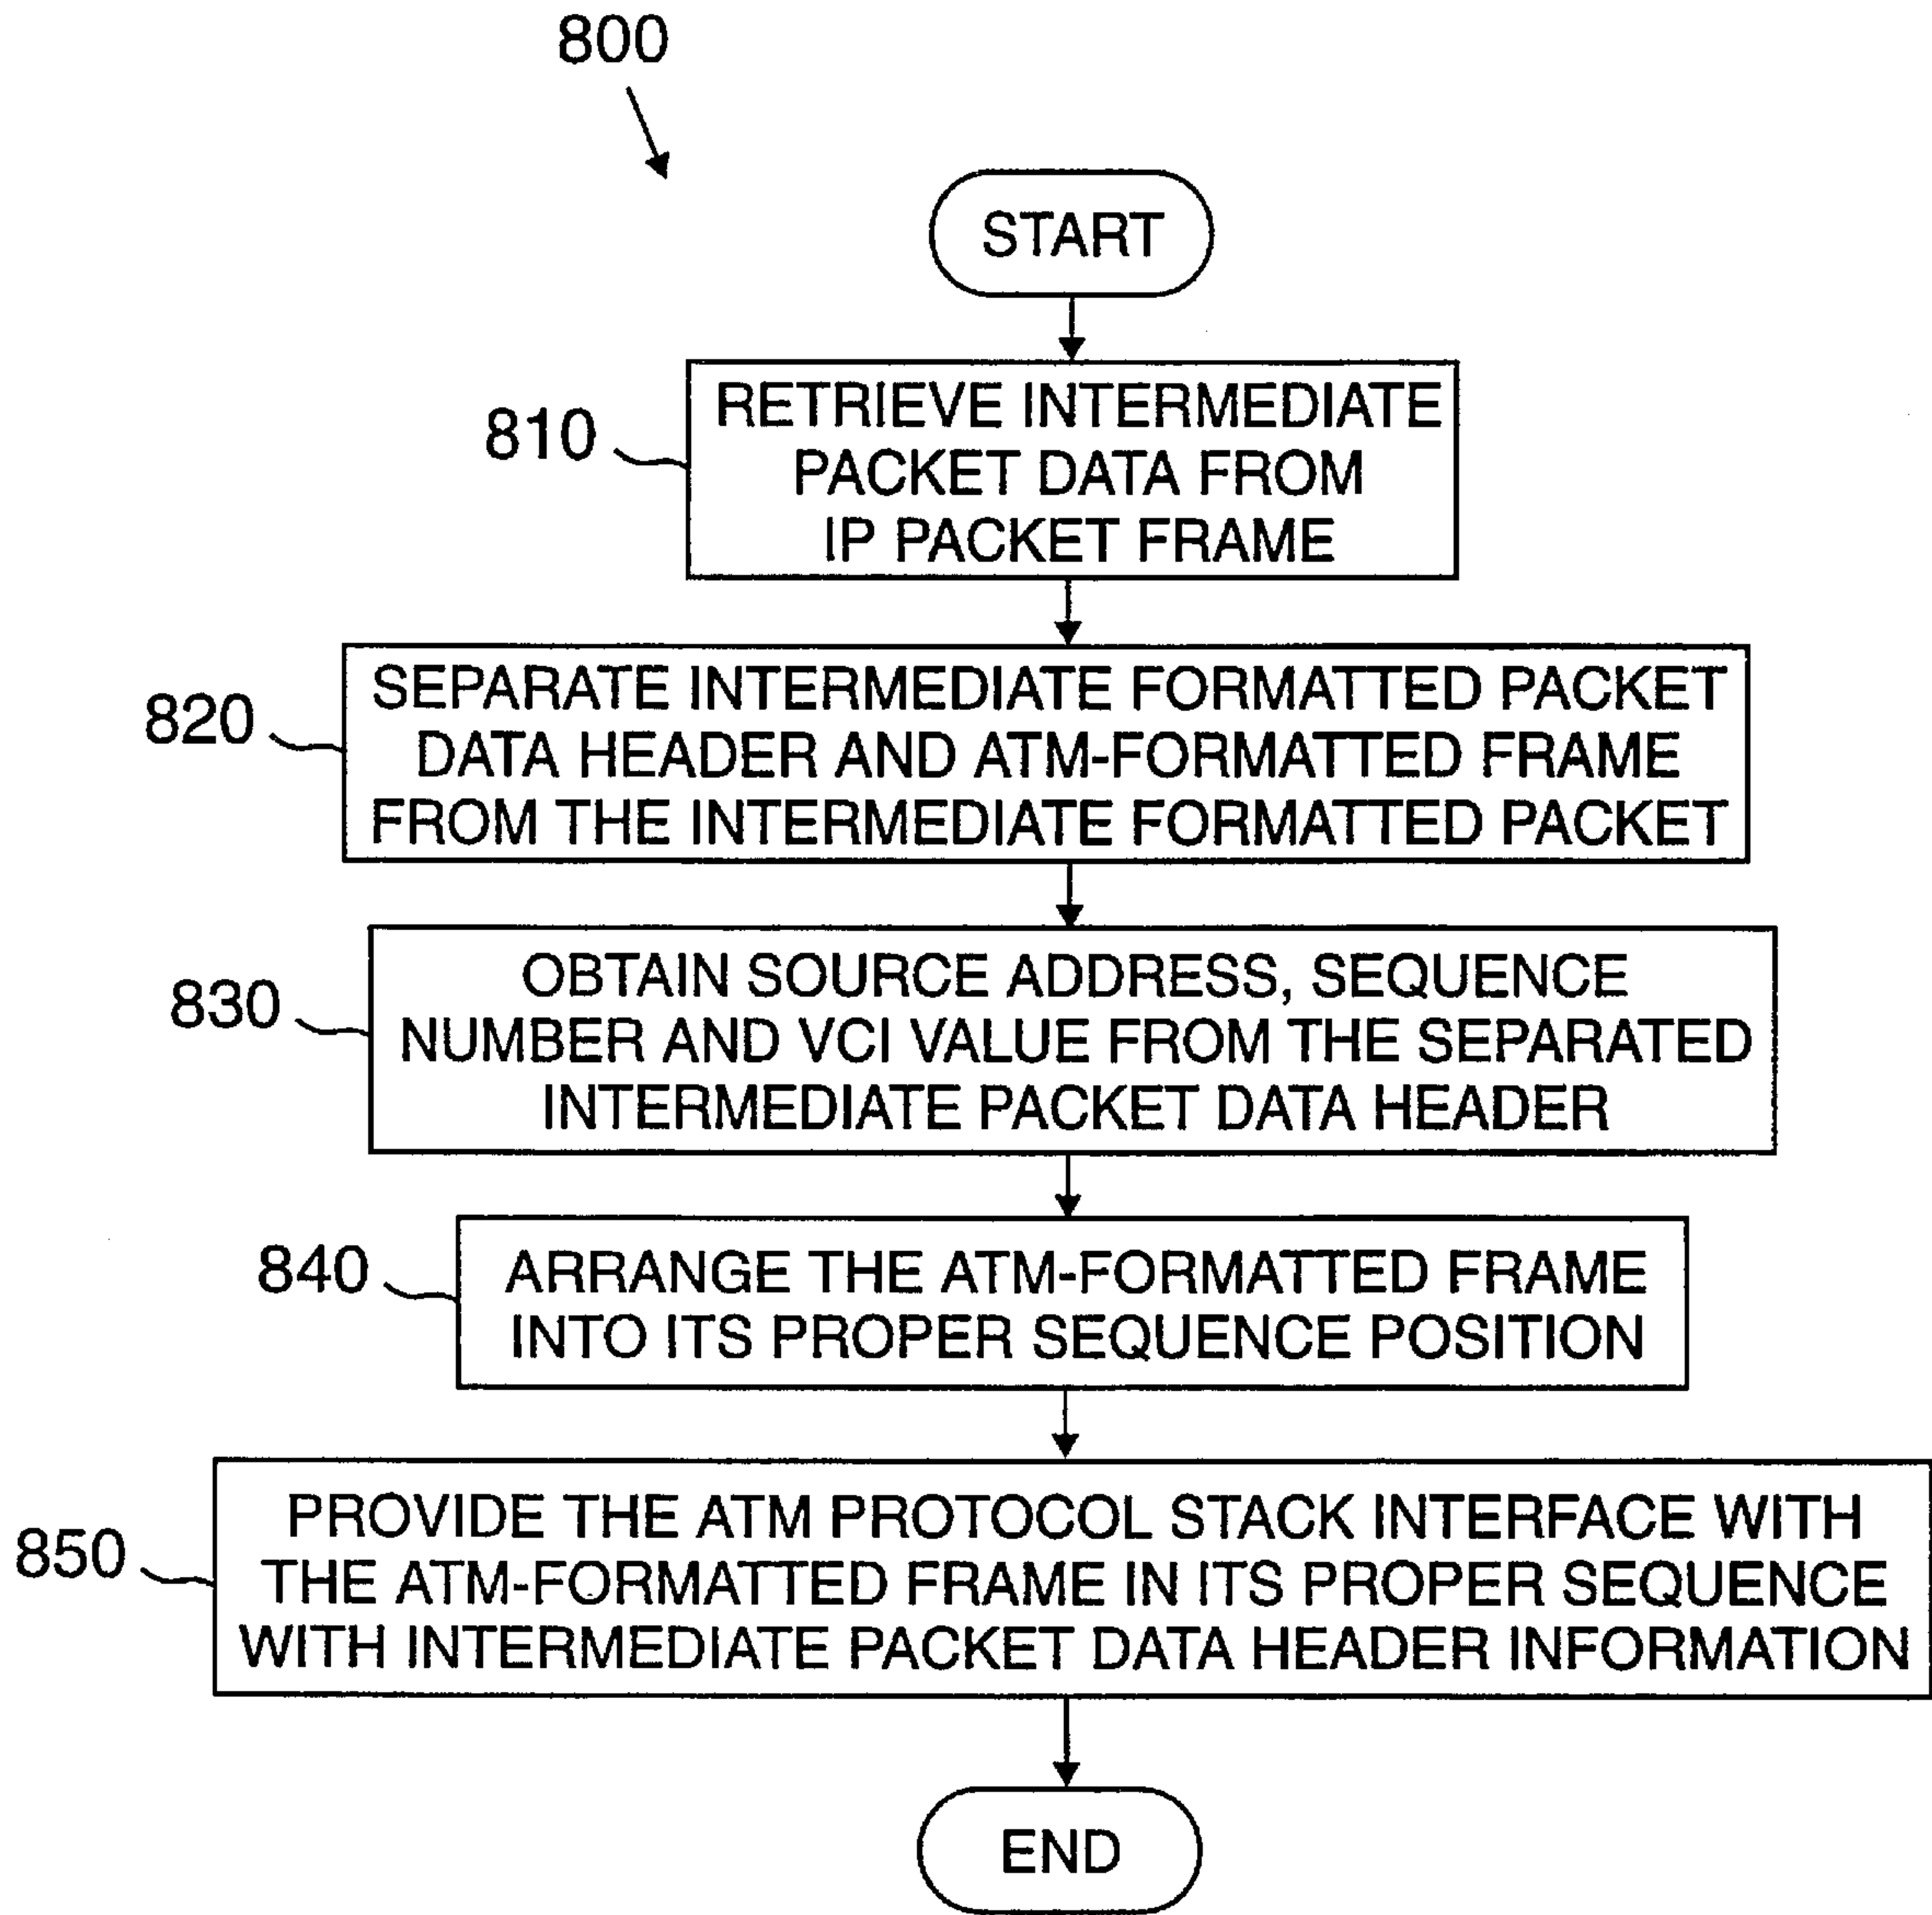 800
START
810
RETRIEVE INTERMEDIATE
PACKET DATA FROM
IP PACKET FRAME
820
SEPARATE INTERMEDIATE FORMATTED PACKET
DATA HEADER AND ATM-FORMATTED FRAME
FROM THE INTERMEDIATE FORMATTED PACKET
830
OBTAIN SOURCE ADDRESS, SEQUENCE
NUMBER AND VCI VALUE FROM THE SEPARATED
INTERMEDIATE PACKET DATA HEADER
840
ARRANGE THE ATM-FORMATTED FRAME
INTO ITS PROPER SEQUENCE POSITION
850
PROVIDE THE ATM PROTOCOL STACK INTERFACE WITH
THE ATM-FORMATTED FRAME IN ITS PROPER SEQUENCE
WITH INTERMEDIATE PACKET DATA HEADER INFORMATION
END